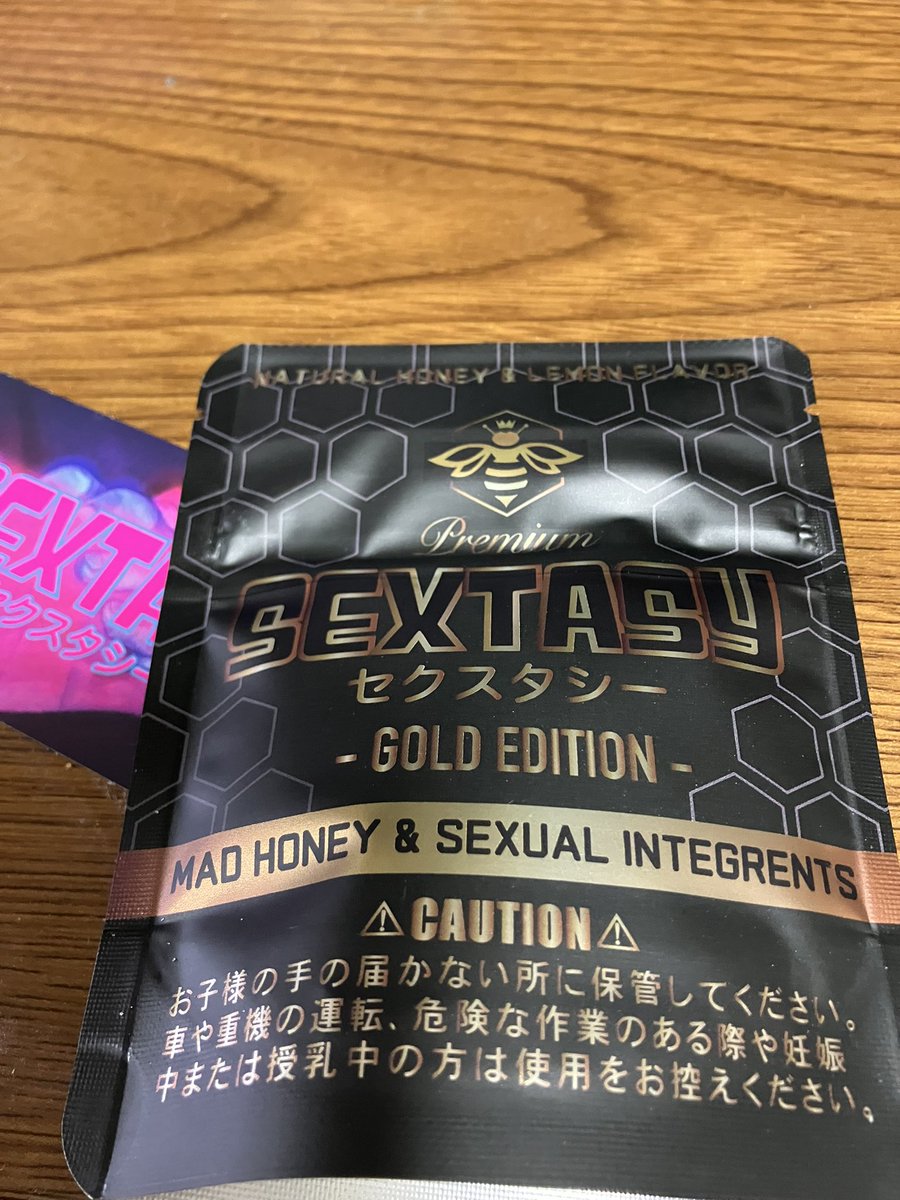 NATURAL HONEY & LEMON FLAVOR
Premium
SEXTASY
セクスタシー
- GOLD EDITION -
MAD HONEY & SEXUAL INTEGRENTS
⚠CAUTION⚠
お子様の手の届かない所に保管してください。
車や重機の運転、危険な作業のある際や妊娠
中または授乳中の方は使用をお控えください。
SEXTA
セクスタシー